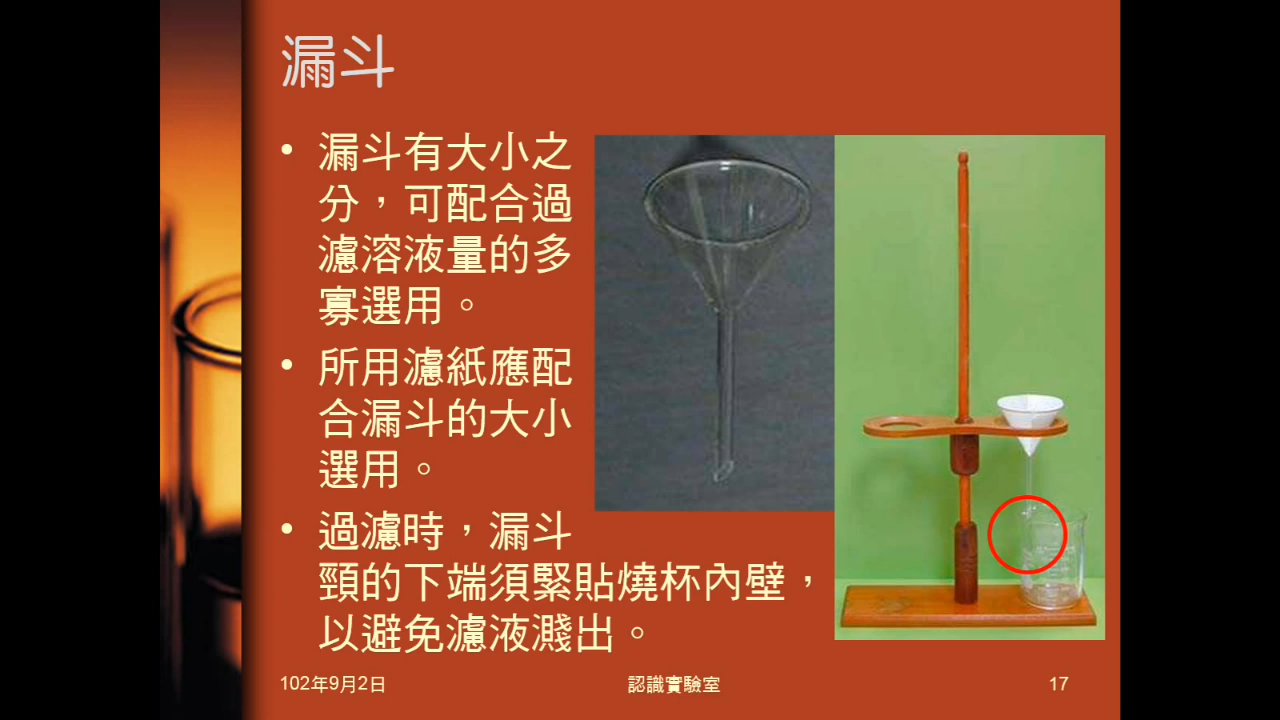 漏斗
• 漏斗有大小之
分，可配合過
濾溶液量的多
寡選用。
• 所用濾紙應配
合漏斗的大小
選用。
• 過濾時，漏斗
頸的下端須緊貼燒杯內壁，
以避免濾液濺出。
102年9月2日
認識實驗室
17